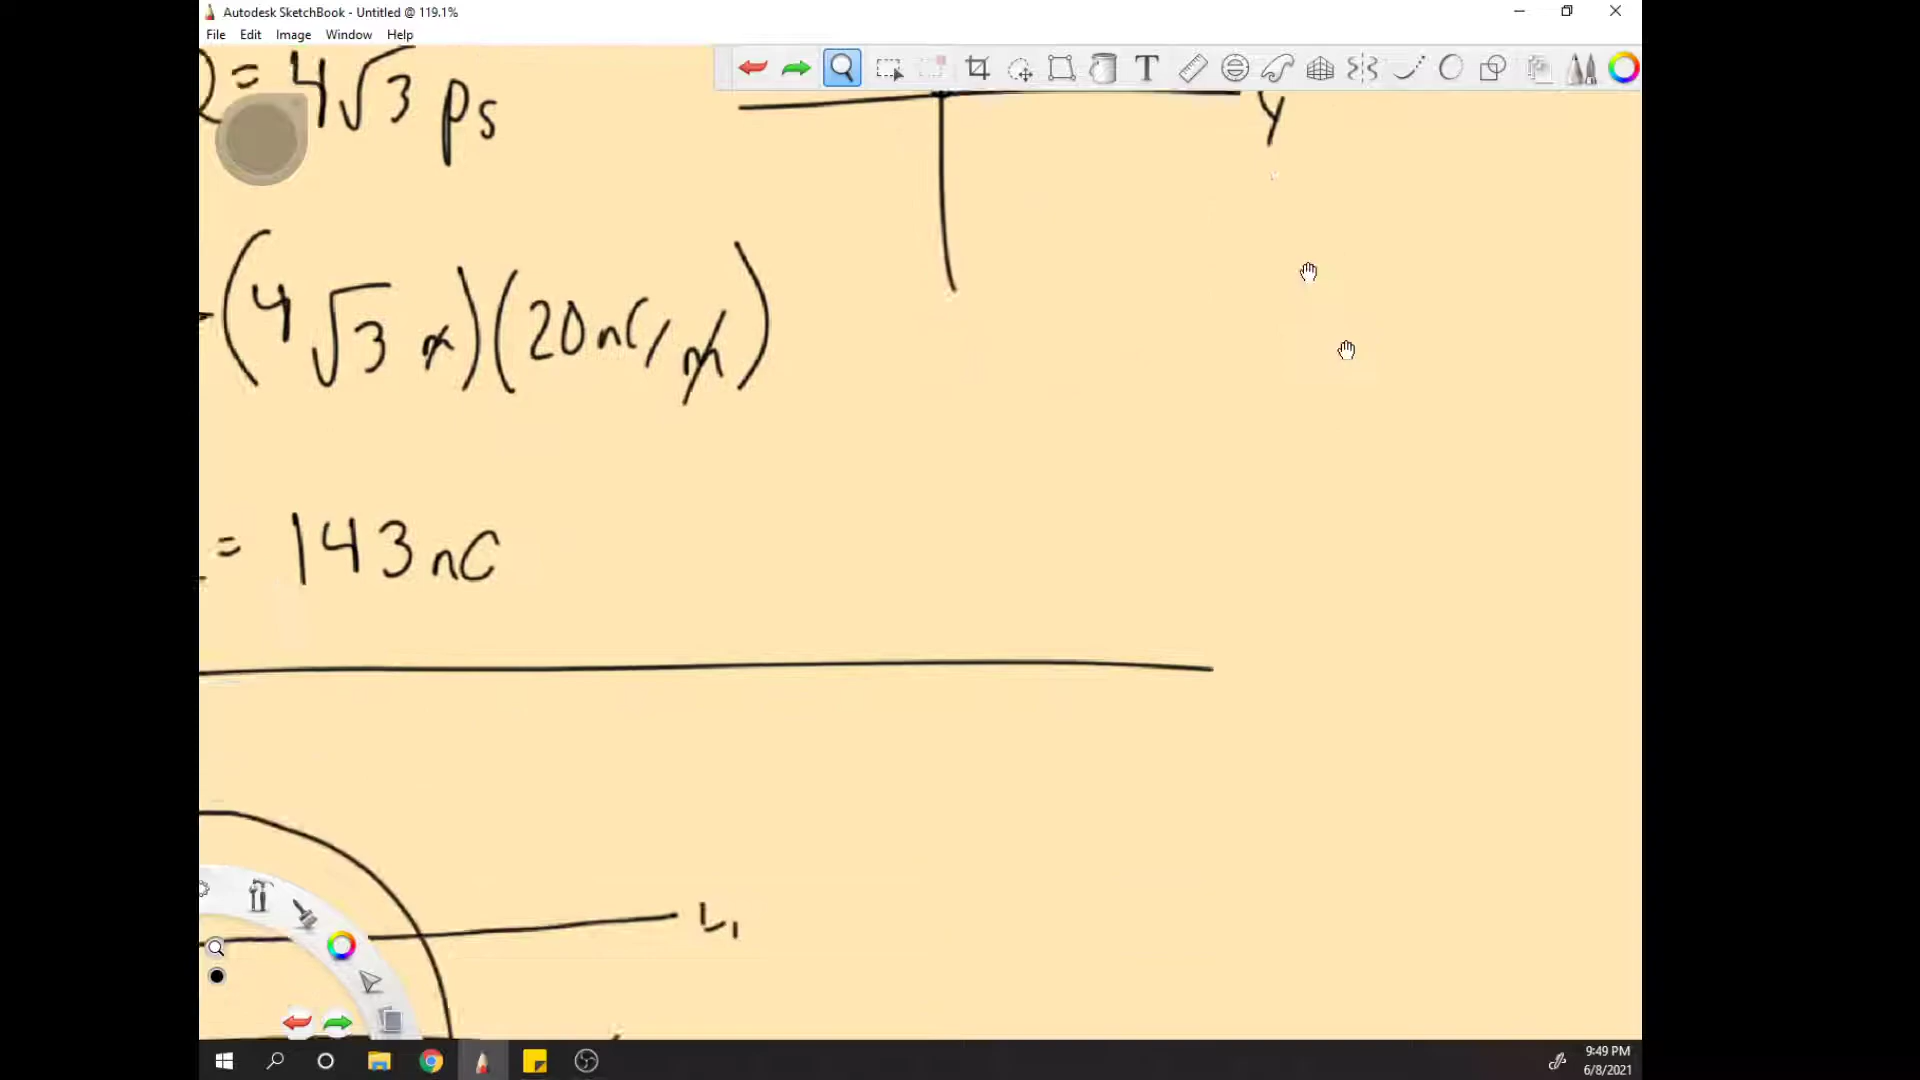 Autodesk SketchBook - Untitled @ 119.1%
File Edit Image Window Help
= 4√3 ρs
Y
(4√3 m)(20nC/m)
= 143nC
L1
9:49 PM
6/8/2021